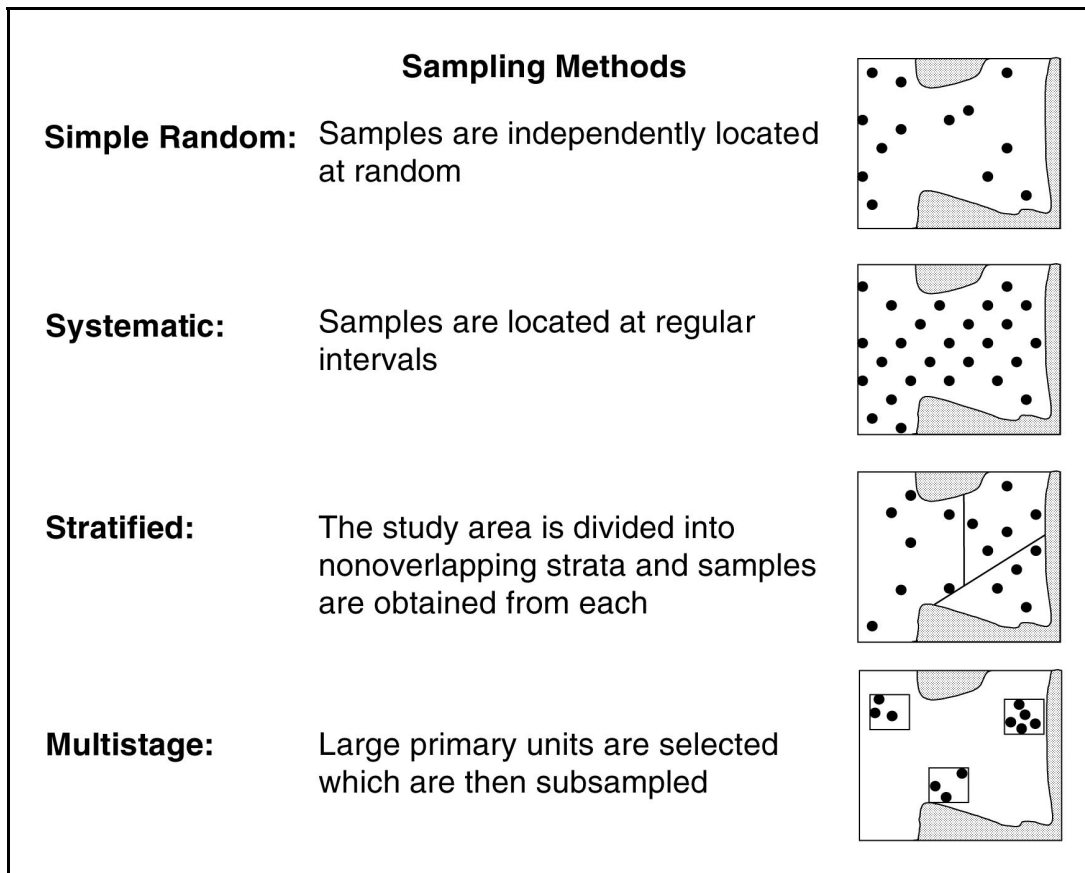 Sampling Methods
Simple Random: Samples are independently located
at random
Systematic: Samples are located at regular
intervals
Stratified: The study area is divided into
nonoverlapping strata and samples
are obtained from each
Multistage: Large primary units are selected
which are then subsampled